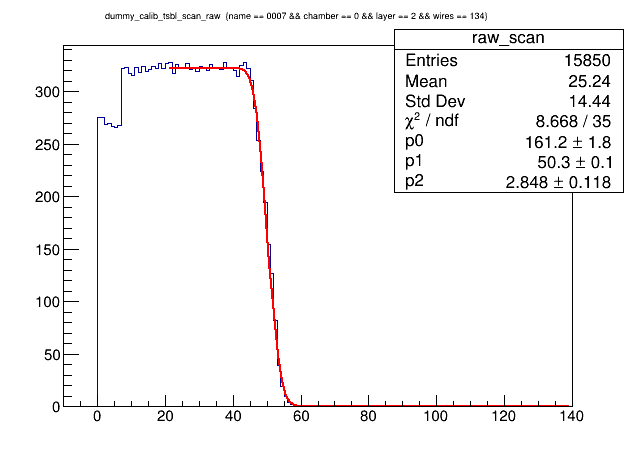 dummy_calib_tsbl_scan_raw (name == 0007 && chamber == 0 && layer == 2 && wires == 134)
raw_scan
Entries 15850
Mean 25.24
Std Dev 14.44
χ² / ndf 8.668 / 35
p0 161.2 ± 1.8
p1 50.3 ± 0.1
p2 2.848 ± 0.118
300
250
200
150
100
50
0
0 20 40 60 80 100 120 140